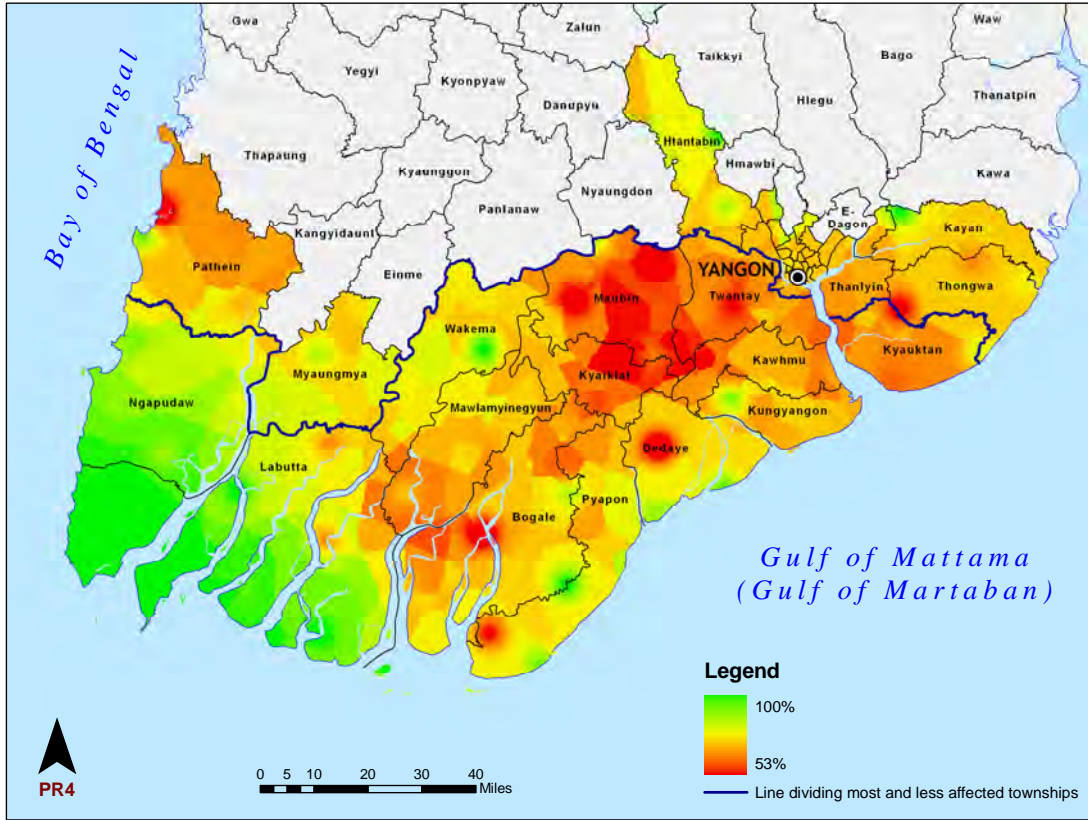 Gwa
Zalun
Waw
Taikkyi
Bago
Yegyi
Kyonpyaw
Hlegu
Danupyu
Thanatpin
Bay of Bengal
Htantabin
Thapaung
Hmawbi
Kyaunggon
Nyaungdon
Kawa
Pantanaw
E-
Dagon
Kangyidaunt
Kayan
Einme
Pathein
YANGON
Thanlyin
Thongwa
Maubin
Twantay
Wakema
Kyauktan
Myaungmya
Kyaiklat
Kawhmu
Ngapudaw
Mawlamyinegyun
Kungyangon
Dedaye
Labutta
Pyapon
Bogale
Gulf of Mattama
(Gulf of Martaban)
Legend
100%
53%
Line dividing most and less affected townships
PR4
0 5 10 20 30 40
Miles